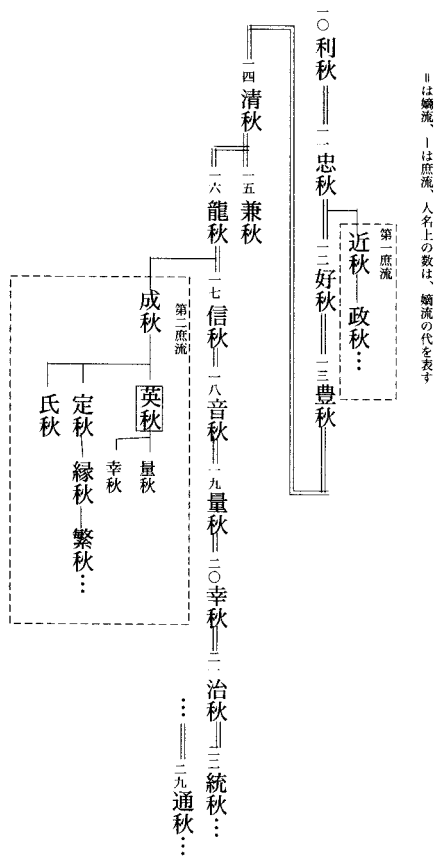 ＝は嫡流、－は庶流、人名上の数は、嫡流の代を表す
第一庶流
近秋 政秋…
一〇利秋
一一忠秋
一二好秋
一三豊秋
一四清秋
一五兼秋
一六龍秋
一七信秋
一八音秋
一九量秋
二〇幸秋
二一治秋
二二統秋…
…
二九通秋…
第二庶流
成秋
英秋
量秋
幸秋
定秋
縁秋
繁秋…
氏秋